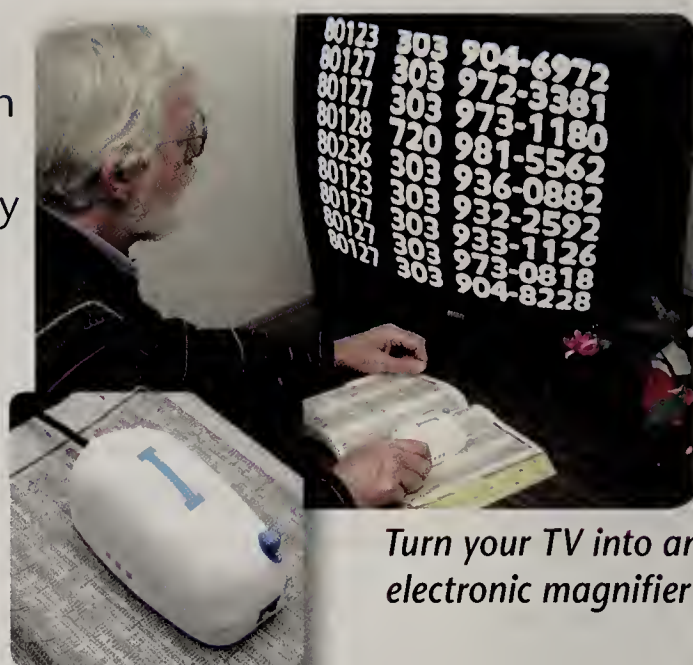 80123 303 904-6972
80127 303 972-3381
80127 303 973-1180
80128 720 981-5562
80236 303 936-0882
80123 303 932-2592
80127 303 933-1126
80127 303 973-0818
80127 303 904-8228
Turn your TV into an
electronic magnifier